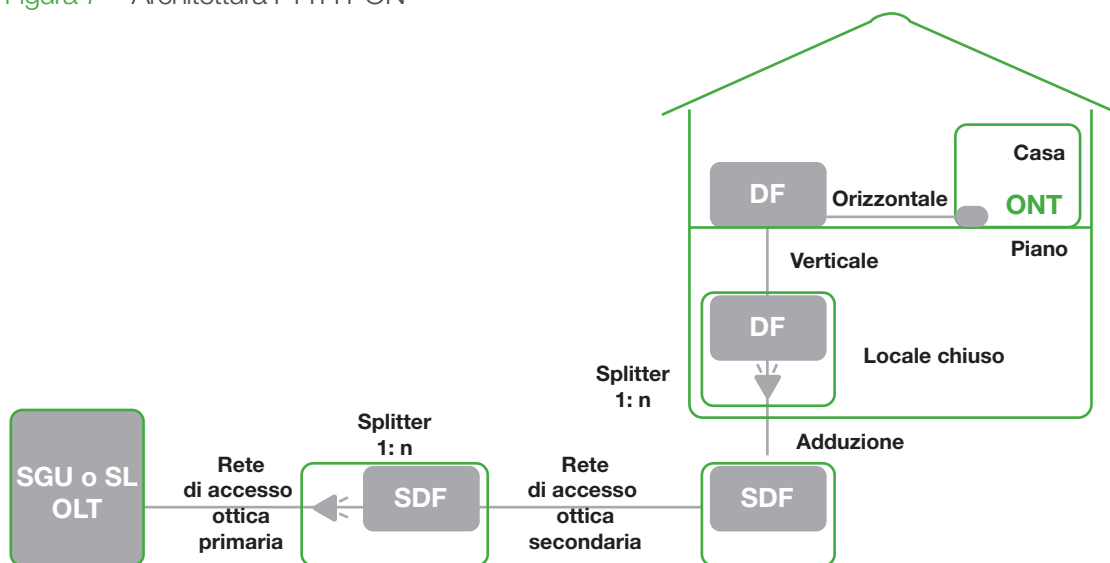 Casa
DF
Orizzontale
ONT
Piano
Verticale
DF
Locale chiuso
Splitter
1: n
Adduzione
Splitter
1: n
SGU o SL
OLT
Rete
di accesso
ottica
primaria
SDF
Rete
di accesso
ottica
secondaria
SDF